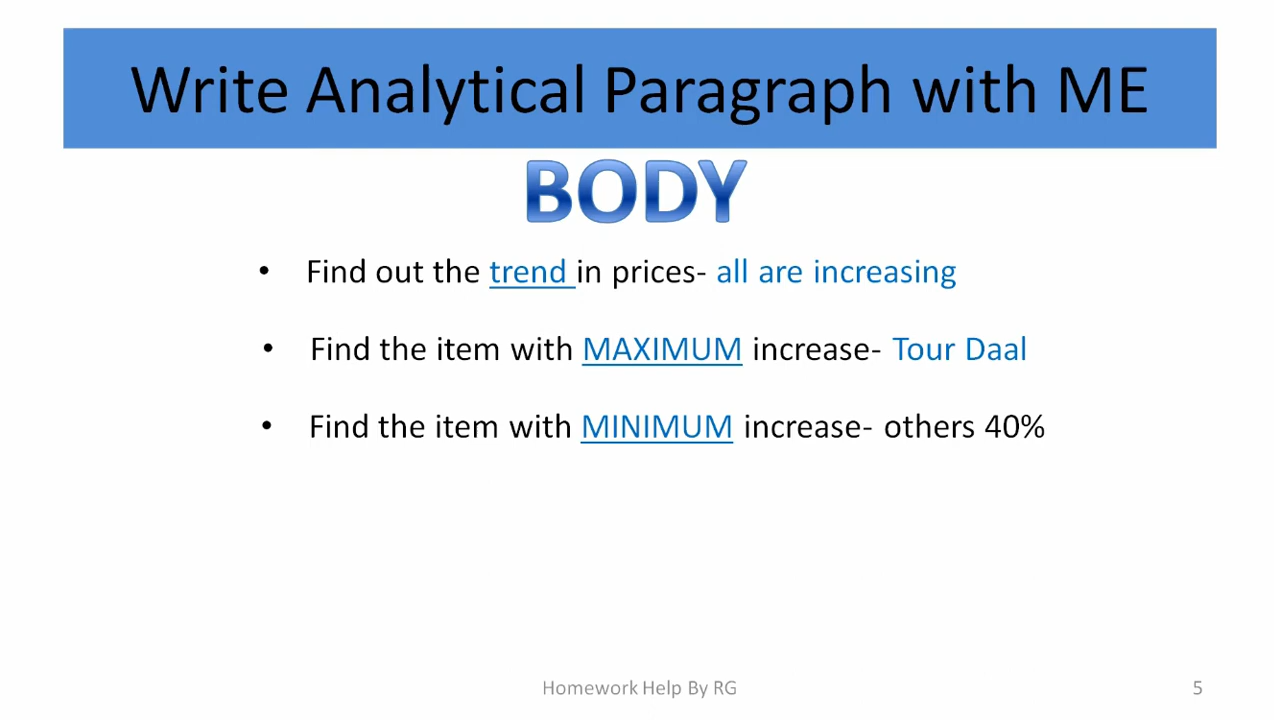 Write Analytical Paragraph with ME
BODY
• Find out the trend in prices- all are increasing
• Find the item with MAXIMUM increase- Tour Daal
• Find the item with MINIMUM increase- others 40%
Homework Help By RG
5